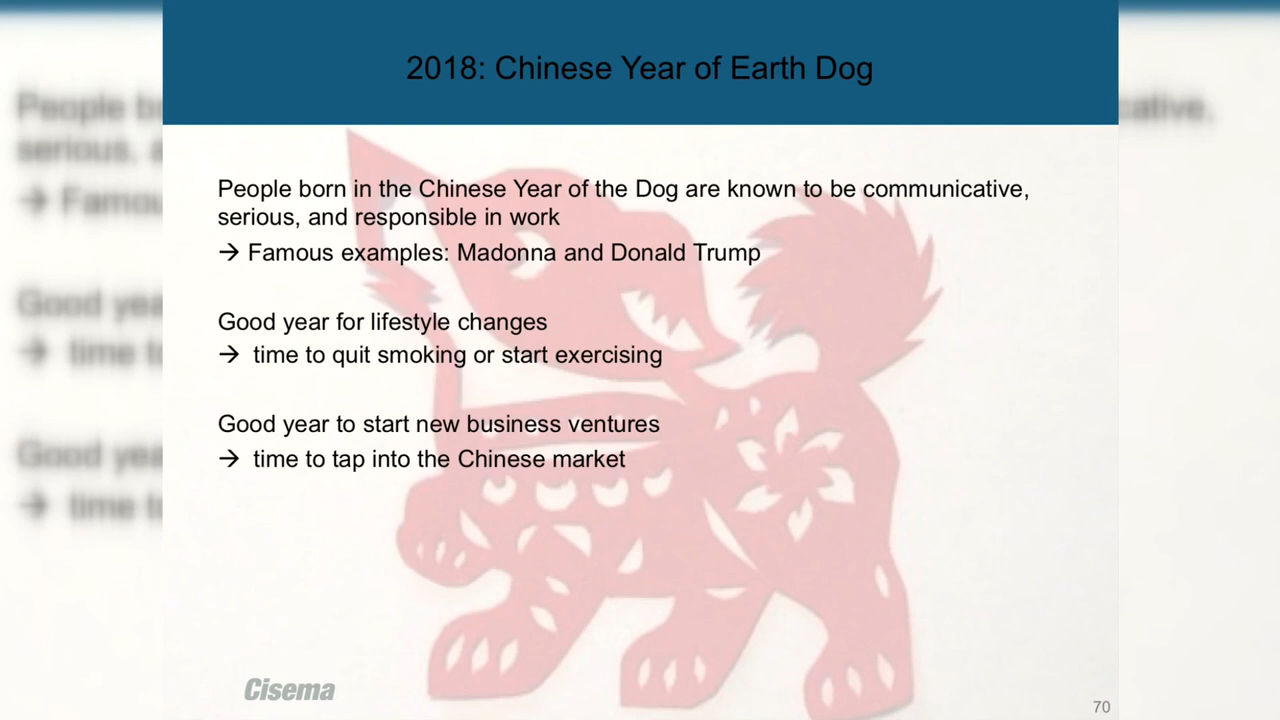 2018: Chinese Year of Earth Dog
People born in the Chinese Year of the Dog are known to be communicative,
serious, and responsible in work
→ Famous examples: Madonna and Donald Trump
Good year for lifestyle changes
→ time to quit smoking or start exercising
Good year to start new business ventures
→ time to tap into the Chinese market
Cisema
70